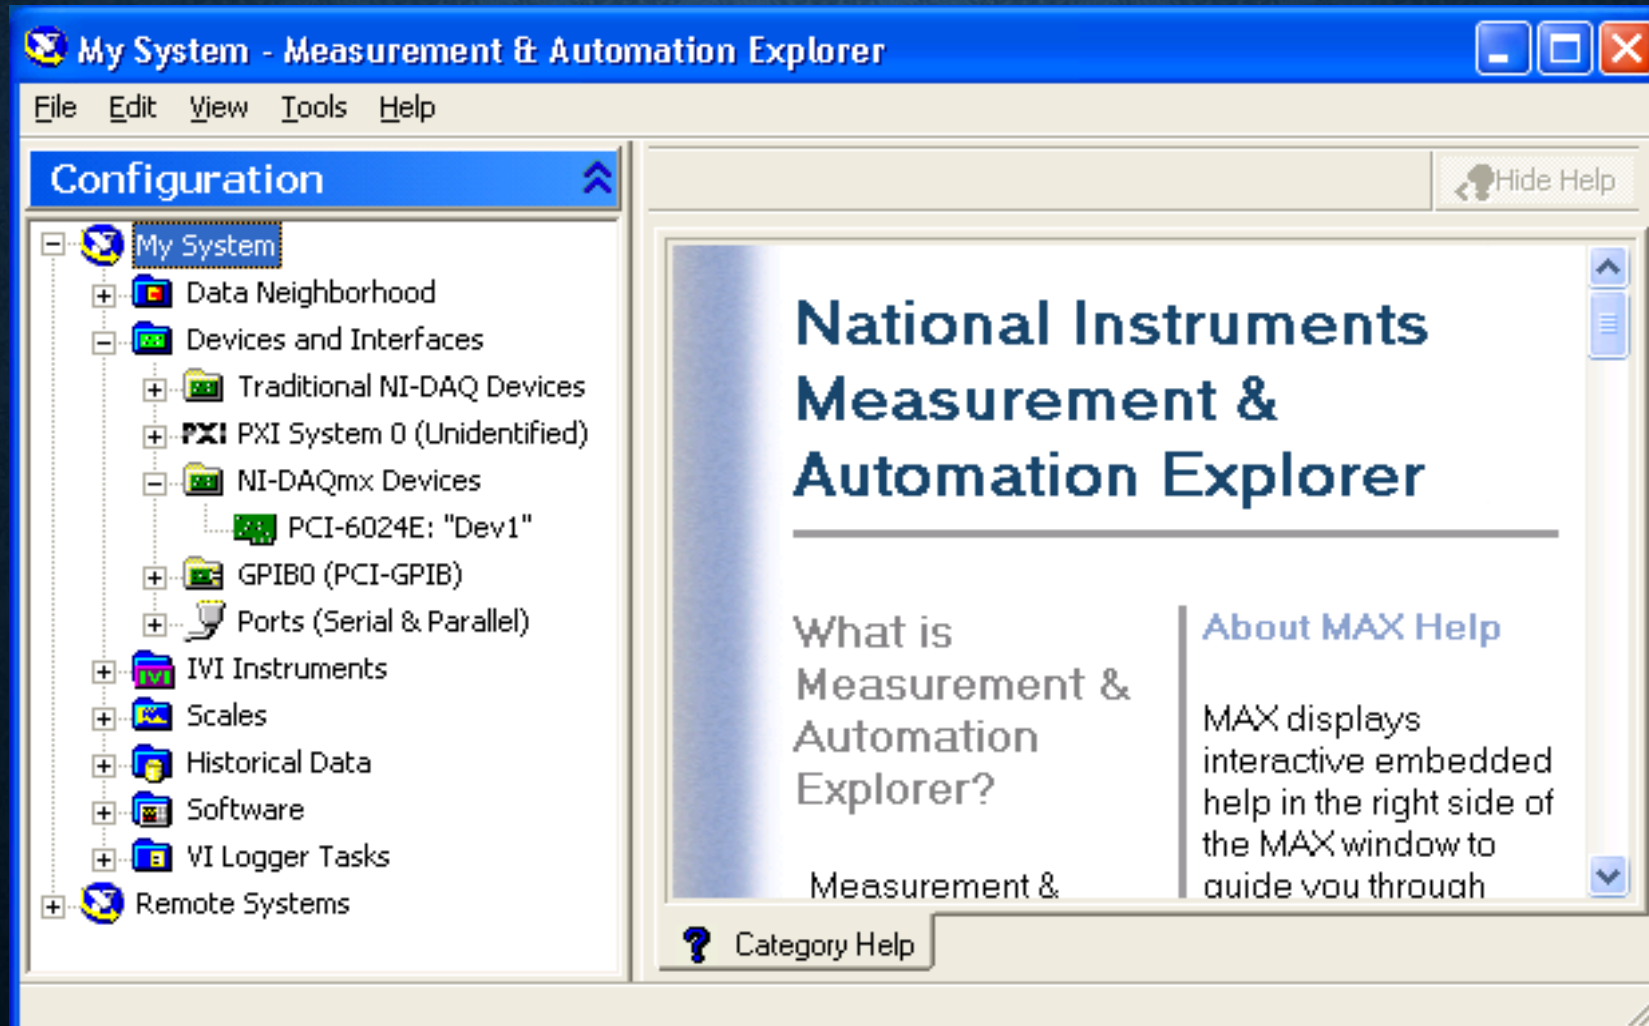 My System - Measurement & Automation Explorer
File Edit View Tools Help
Configuration
Hide Help
My System
Data Neighborhood
Devices and Interfaces
Traditional NI-DAQ Devices
PXI PXI System 0 (Unidentified)
NI-DAQmx Devices
PCI-6024E: "Dev1"
GPIB0 (PCI-GPIB)
Ports (Serial & Parallel)
IVI IVI Instruments
Scales
Historical Data
Software
VI Logger Tasks
Remote Systems
National Instruments
Measurement &
Automation Explorer
What is
Measurement &
Automation
Explorer?
Measurement &
About MAX Help
MAX displays
interactive embedded
help in the right side of
the MAX window to
guide you through
? Category Help